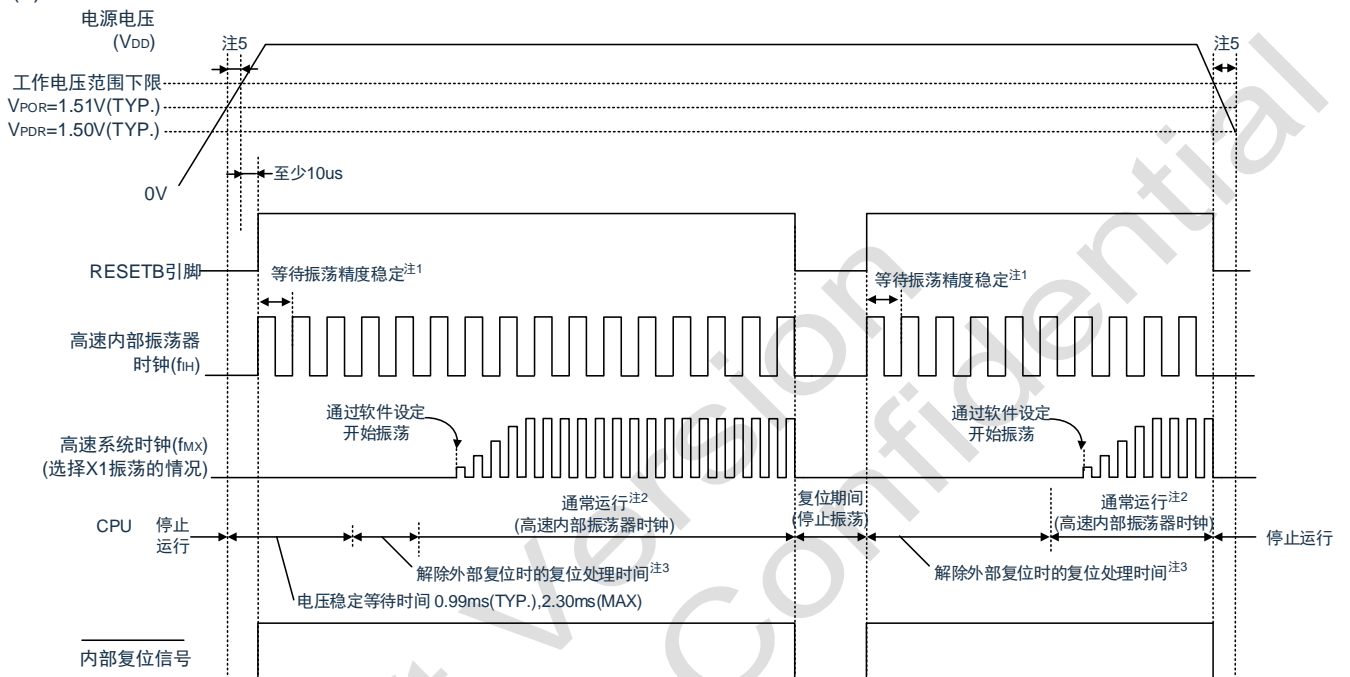 电源电压
(VDD)
注5
注5
工作电压范围下限
VPOR=1.51V(TYP.)
VPDR=1.50V(TYP.)
0V
至少10us
RESETB引脚
等待振荡精度稳定注1
等待振荡精度稳定注1
高速内部振荡器
时钟(fIH)
通过软件设定
开始振荡
通过软件设定
开始振荡
高速系统时钟(fMX)
(选择X1振荡的情况)
CPU
停止
运行
通常运行注2
(高速内部振荡器时钟)
复位期间
(停止振荡)
通常运行注2
(高速内部振荡器时钟)
停止运行
解除外部复位时的复位处理时间注3
解除外部复位时的复位处理时间注3
电压稳定等待时间 0.99ms(TYP.),2.30ms(MAX)
内部复位信号
Version
Confidential